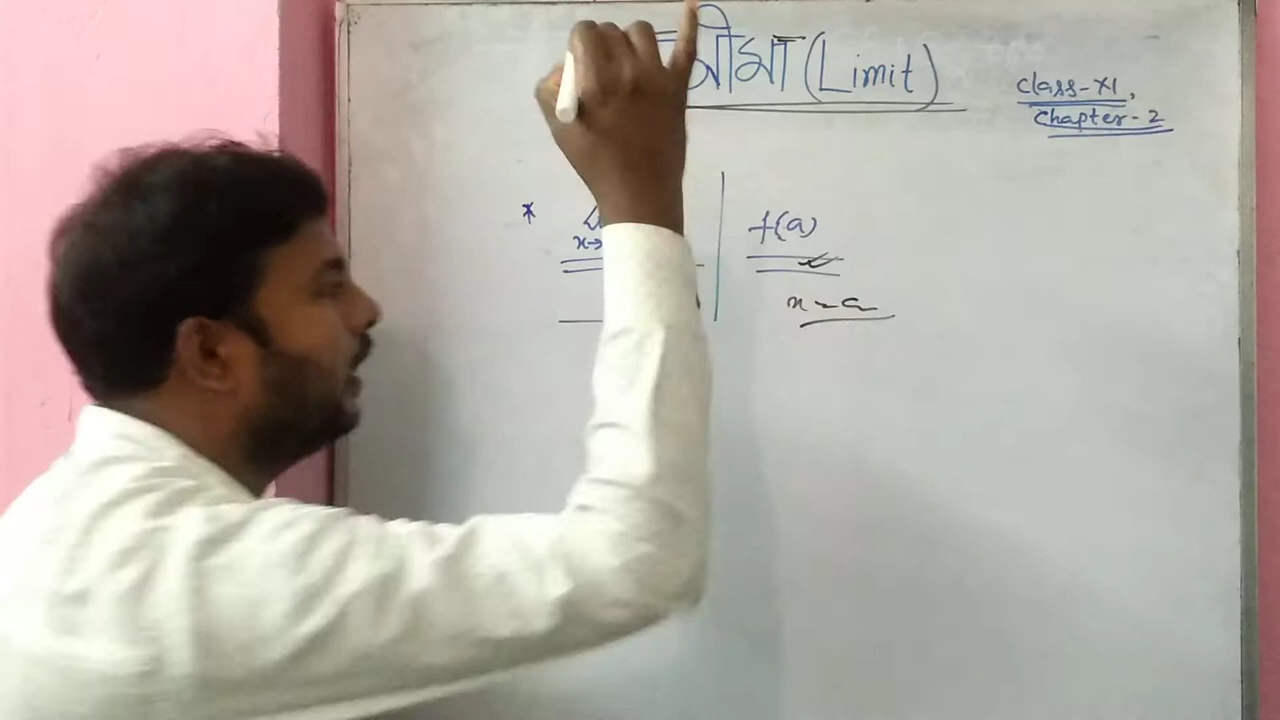 (Limit)
Class-XI,
Chapter-2
*
x→
f(a)
x=a